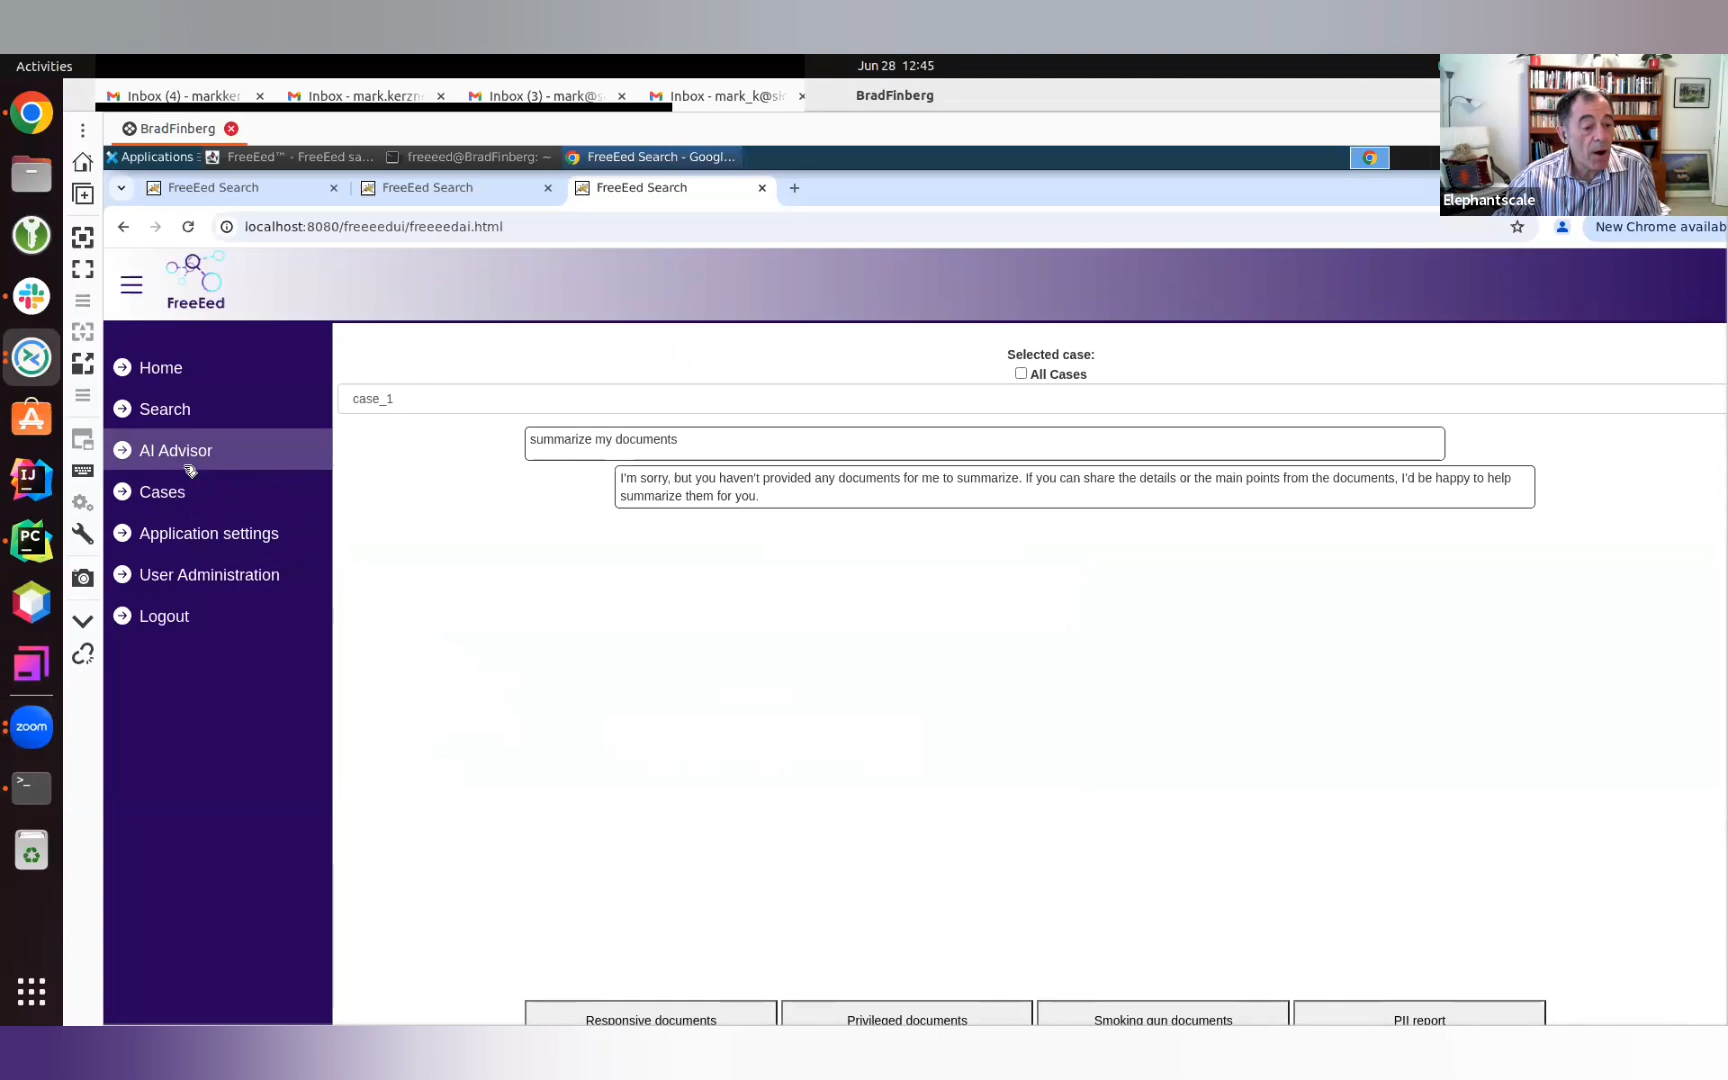 Activities
Jun 28 12:45
Inbox (4) - markker
Inbox - mark.kerzn
Inbox (3) - mark@s
Inbox - mark_k@si
BradFinberg
BradFinberg
Applications
FreeEed™ - FreeEed sa...
freeeed@BradFinberg: ~
FreeEed Search - Googl...
FreeEed Search
FreeEed Search
FreeEed Search
Elephantscale
localhost:8080/freeeedui/freeeedai.html
New Chrome availab
FreeEed
Home
Search
AI Advisor
Cases
Application settings
User Administration
Logout
Selected case:
All Cases
case_1
summarize my documents
I'm sorry, but you haven't provided any documents for me to summarize. If you can share the details or the main points from the documents, I'd be happy to help
summarize them for you.
Responsive documents
Privileged documents
Smoking gun documents
PII report
IJ
PC
zoom
>_